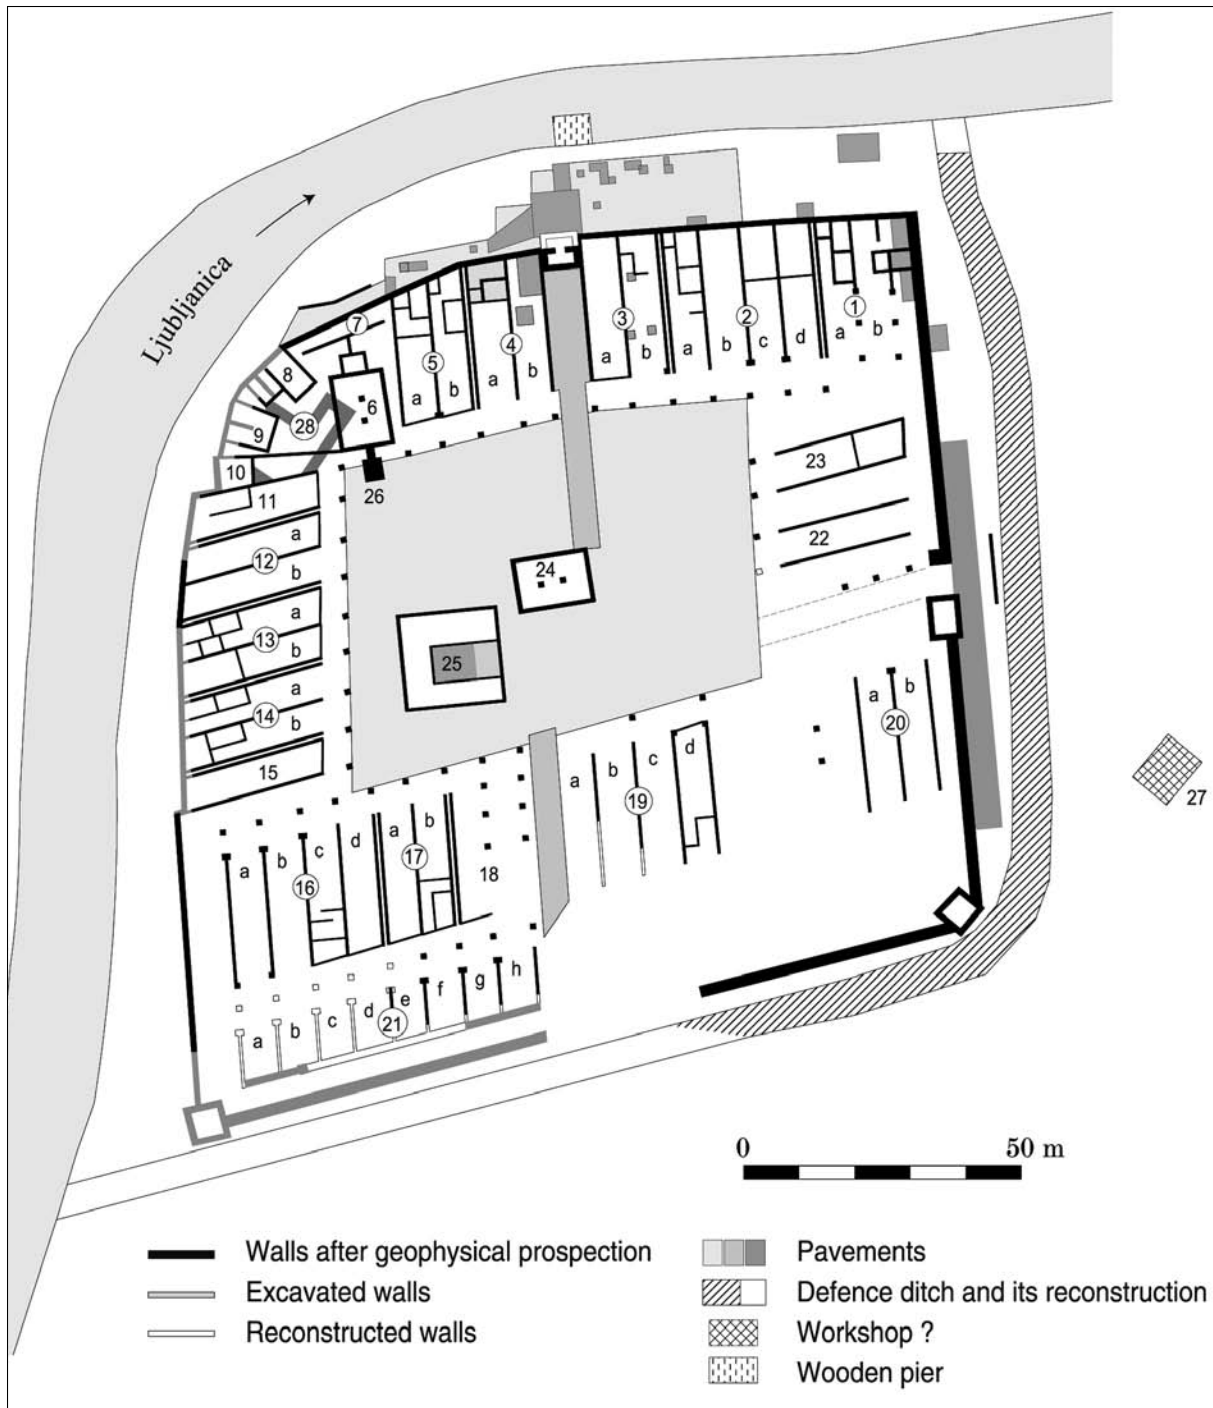 Ljubljanica
7
8
6
5
a
b
4
a
b
3
a
b
2
a
b
c
d
1
a
b
9
28
10
26
11
23
12
a
b
22
24
13
a
b
25
14
a
b
15
20
a
b
19
a
b
c
d
27
16
a
b
c
d
17
a
b
18
21
a
b
c
d
e
f
g
h
0 50 m
Walls after geophysical prospection
Excavated walls
Reconstructed walls
Pavements
Defence ditch and its reconstruction
Workshop ?
Wooden pier